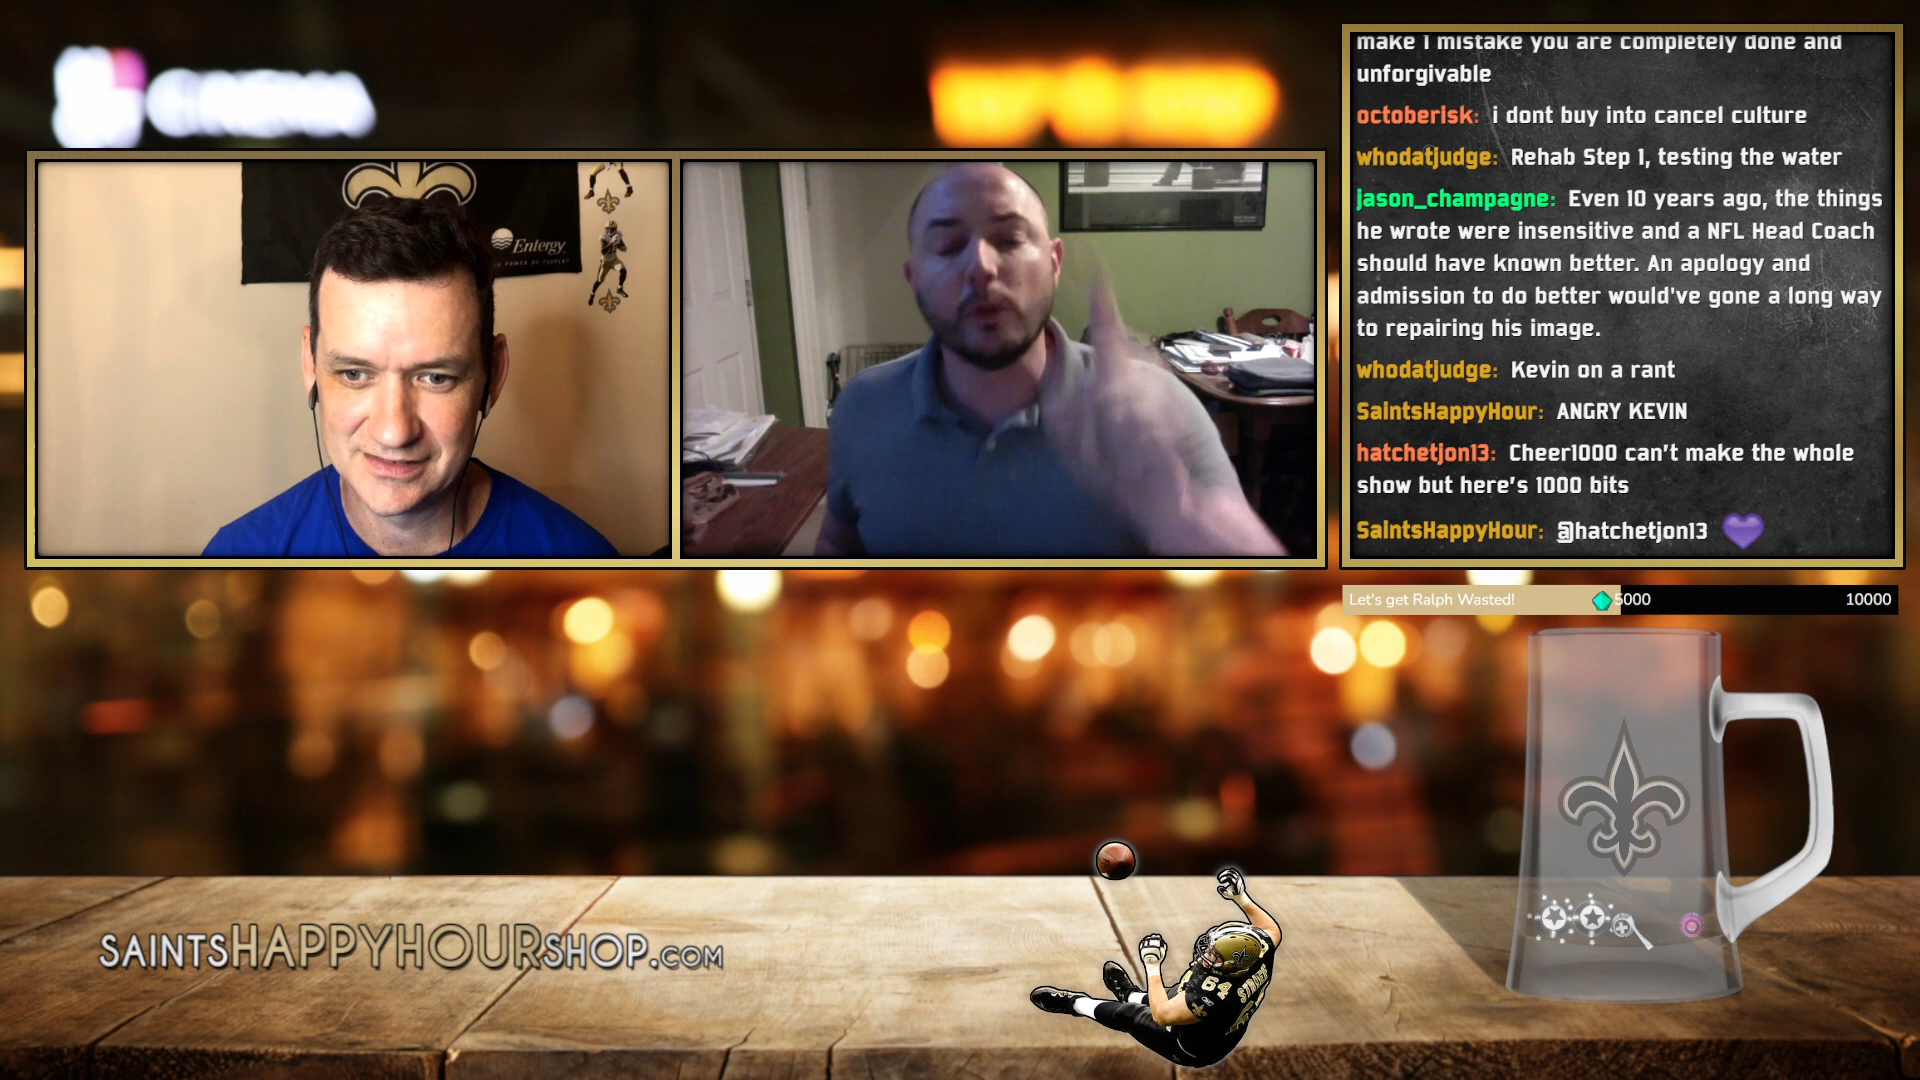 make 1 mistake you are completely done and
unforgivable
octoberisk: i dont buy into cancel culture
whodatjudge: Rehab Step 1, testing the water
jason_champagne: Even 10 years ago, the things
he wrote were insensitive and a NFL Head Coach
should have known better. An apology and
admission to do better would've gone a long way
to repairing his image.
whodatjudge: Kevin on a rant
SaintsHappyHour: ANGRY KEVIN
hatchetjon13: Cheer1000 can't make the whole
show but here's 1000 bits
SaintsHappyHour: @hatchetjon13
Entergy
Let's get Ralph Wasted! 5000 10000
SAINTSHAPPYHOURSHOP.COM
64